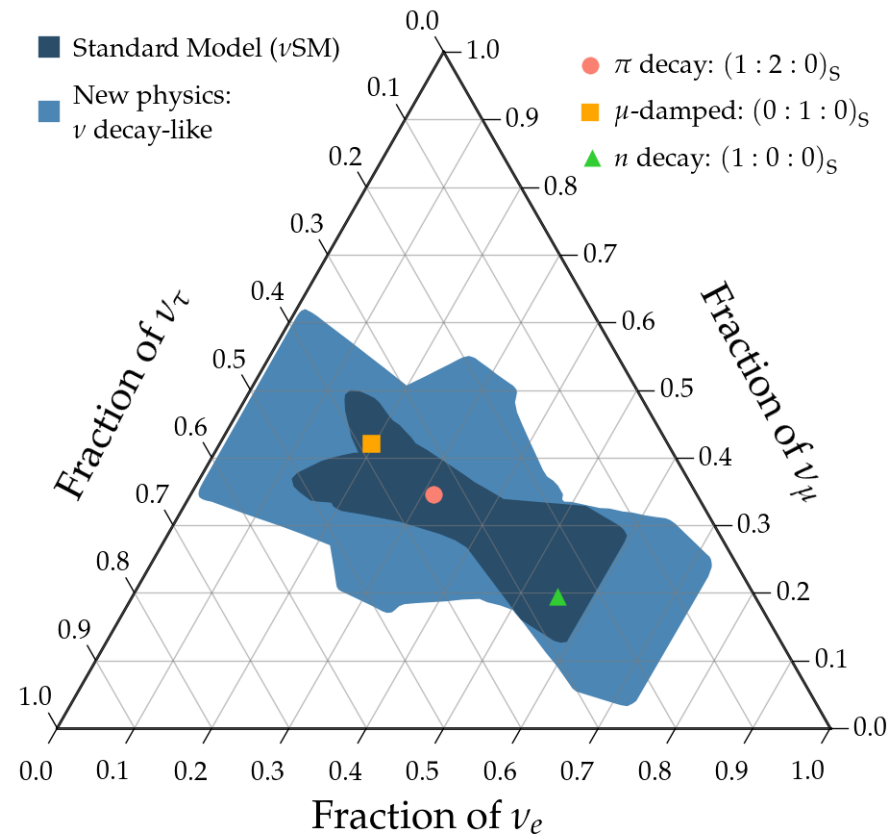 Standard Model (νSM)
New physics:
ν decay-like
π decay: (1 : 2 : 0)S
μ-damped: (0 : 1 : 0)S
n decay: (1 : 0 : 0)S
0.0
0.1
0.2
0.3
0.4
0.5
0.6
0.7
0.8
0.9
1.0
Fraction of ντ
1.0
0.9
0.8
0.7
0.6
0.5
0.4
0.3
0.2
0.1
0.0
Fraction of νμ
0.0 0.1 0.2 0.3 0.4 0.5 0.6 0.7 0.8 0.9 1.0
Fraction of νe